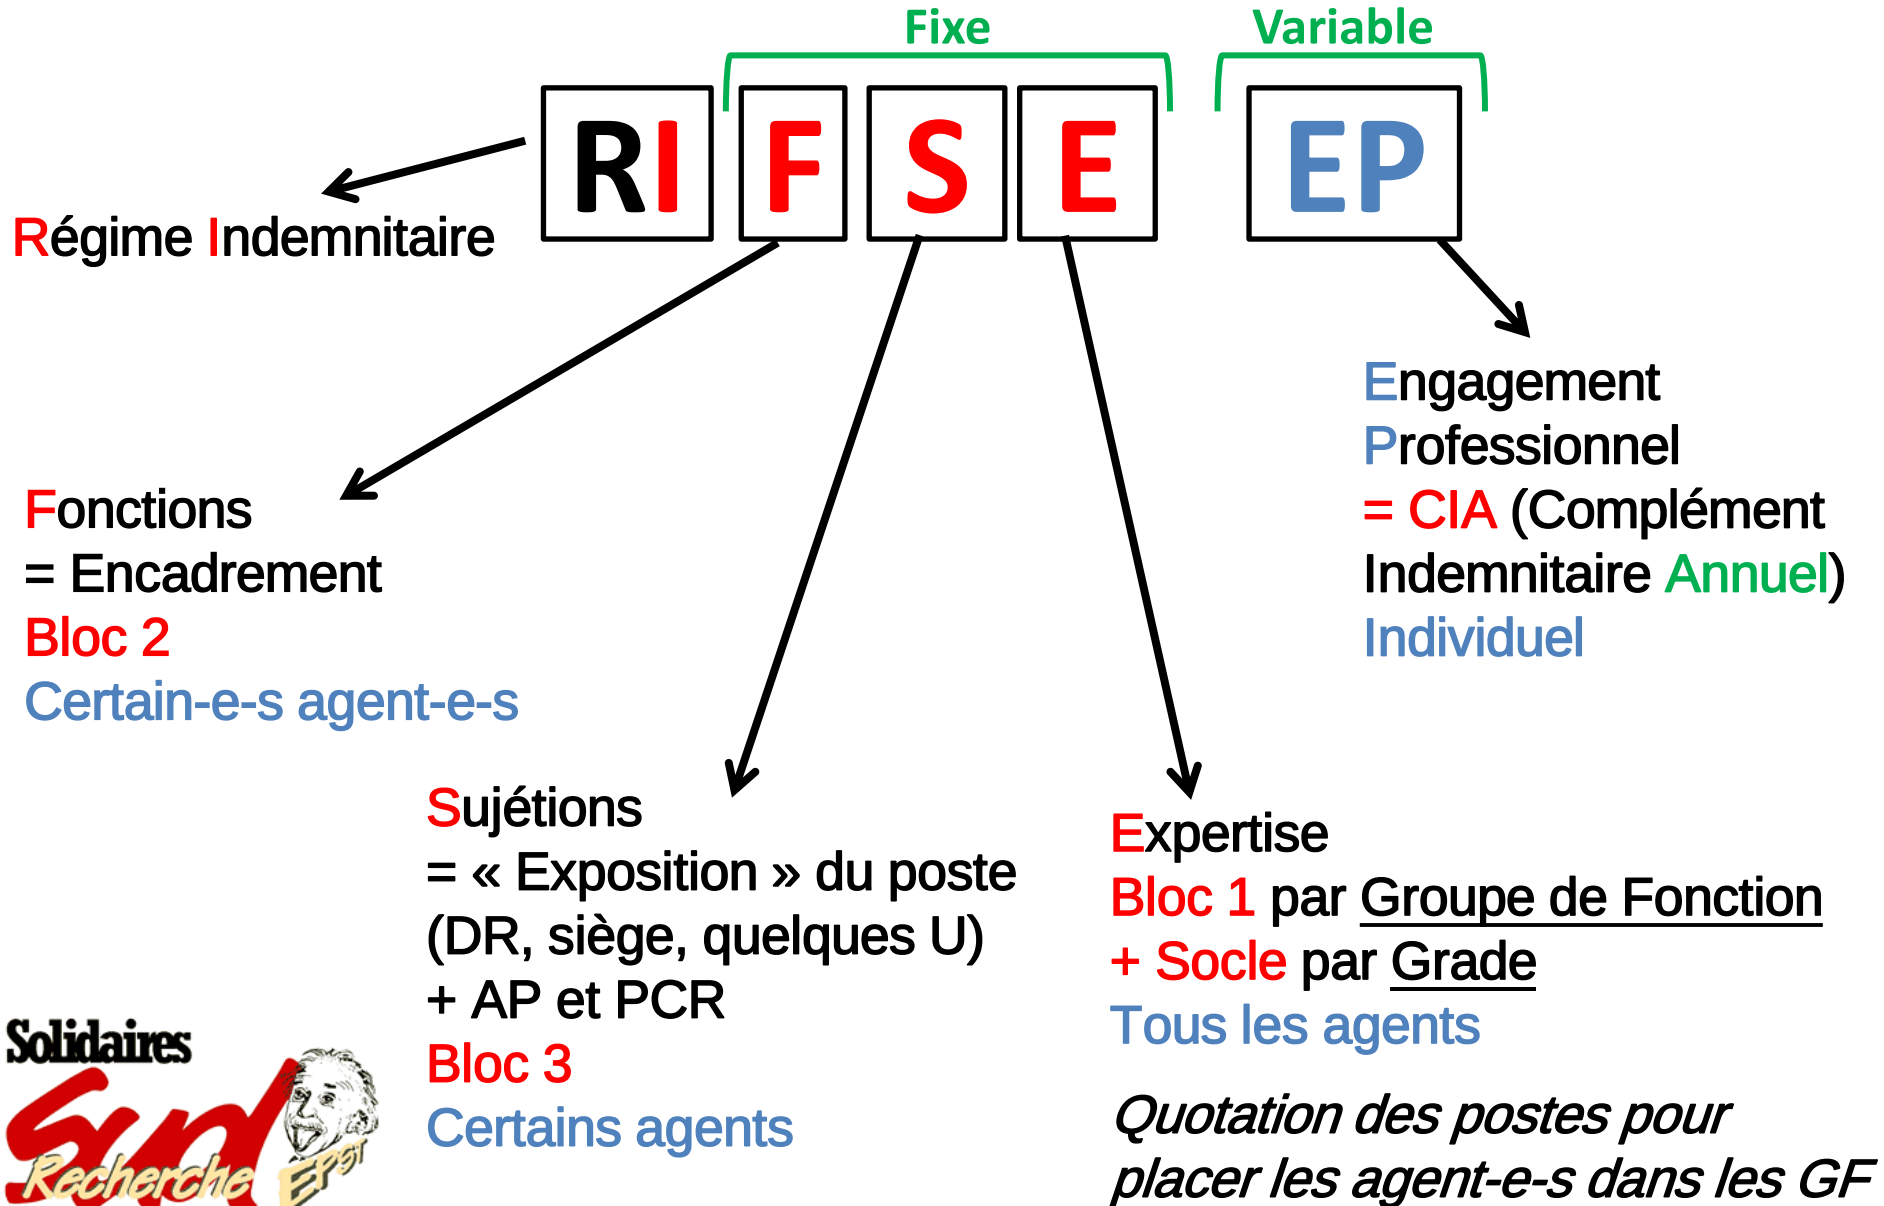 Fixe
Variable
RI F S E EP
Régime Indemnitaire
Engagement
Professionnel
= CIA (Complément
Indemnitaire Annuel)
Individuel
Fonctions
= Encadrement
Bloc 2
Certain-e-s agent-e-s
Sujétions
= « Exposition » du poste
(DR, siège, quelques U)
+ AP et PCR
Bloc 3
Certains agents
Expertise
Bloc 1 par Groupe de Fonction
+ Socle par Grade
Tous les agents
Quotation des postes pour
placer les agent-e-s dans les GF
Solidaires
Sud
Recherche EPST